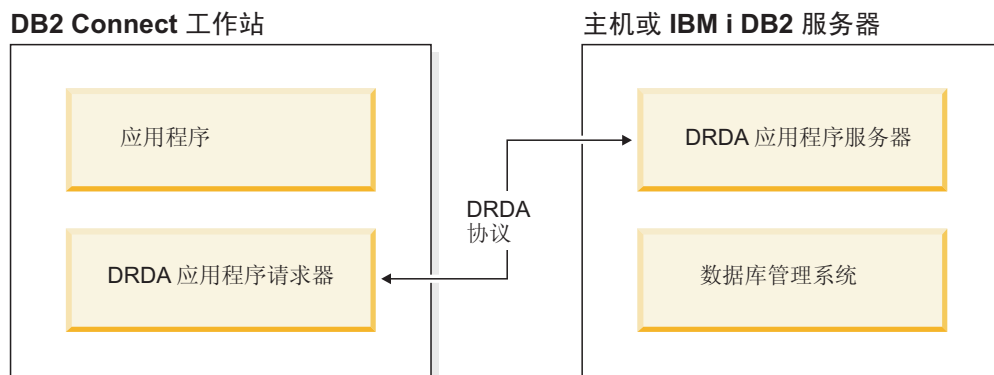 DB2 Connect 工作站
主机或 IBM i DB2 服务器
应用程序
DRDA 应用程序服务器
DRDA
协议
DRDA 应用程序请求器
数据库管理系统